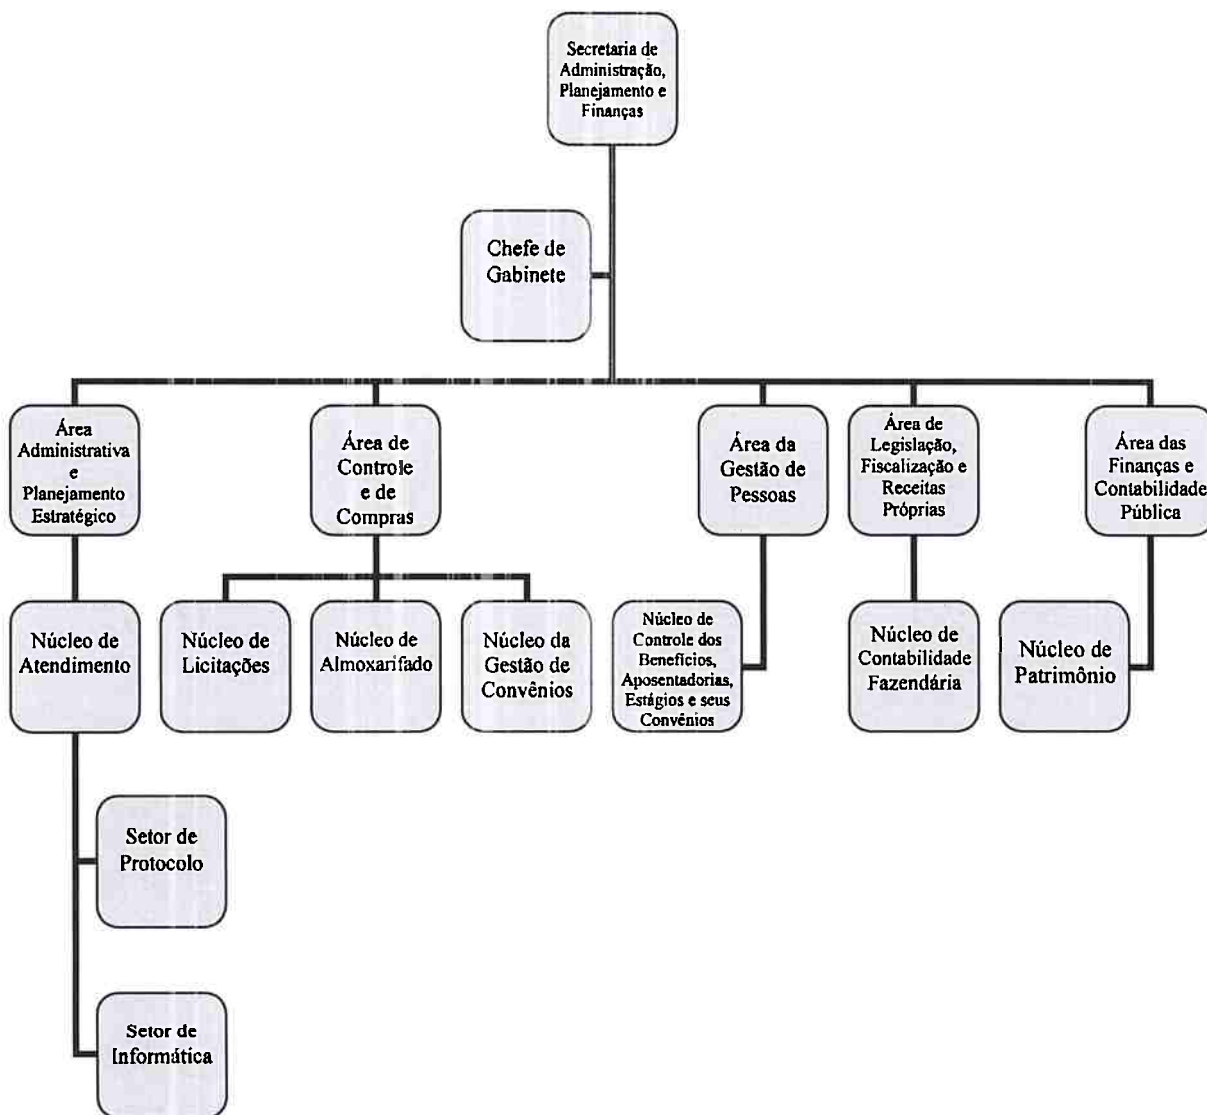 Secretaria de
Administração,
Planejamento e
Finanças
Chefe de
Gabinete
Área
Administrativa
e
Planejamento
Estratégico
Área de
Controle
e de
Compras
Área da
Gestão de
Pessoas
Área de
Legislação,
Fiscalização e
Receitas
Próprias
Área das
Finanças e
Contabilidade
Pública
Núcleo de
Atendimento
Núcleo de
Licitações
Núcleo de
Almoxarifado
Núcleo da
Gestão de
Convênios
Núcleo de
Controle dos
Benefícios,
Aposentadorias,
Estágios e seus
Convênios
Núcleo de
Contabilidade
Fazendária
Núcleo de
Patrimônio
Setor de
Protocolo
Setor de
Informática